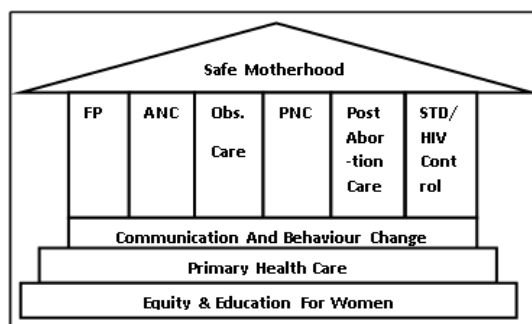 Safe Motherhood
FP
ANC
Obs.
Care
PNC
Post
Abor
-tion
Care
STD/
HIV
Cont
rol
Communication And Behaviour Change
Primary Health Care
Equity & Education For Women